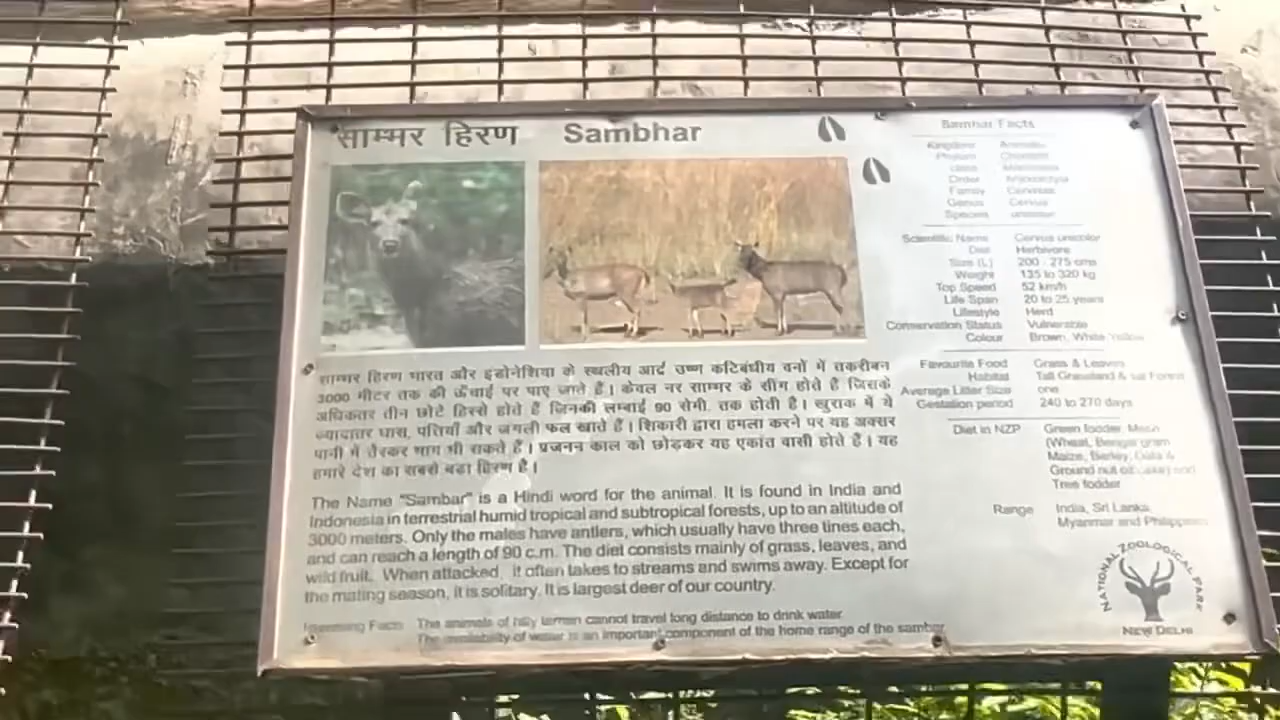 साम्मर हिरण Sambhar
साम्मर हिरण भारत और इंडोनेशिया के स्थलीय आर्द्र उष्ण कटिबंधीय वनों में तकरीबन
3000 मीटर तक की ऊँचाई पर पाए जाते हैं। केवल नर साम्मर के सींग होते हैं जिसके
अधिकतर तीन छोटे हिस्से होते हैं जिनकी लम्बाई 90 सेमी. तक होती है। खुराक में ये
ज्यादातर घास, पत्तियाँ और जंगली फल खाते हैं। शिकारी द्वारा हमला करने पर यह अक्सर
पानी में तैरकर भाग भी सकते हैं। प्रजनन काल को छोड़कर यह एकांत वासी होते हैं। यह
हमारे देश का सबसे बड़ा हिरण है।
The Name "Sambar" is a Hindi word for the animal. It is found in India and
Indonesia in terrestrial humid tropical and subtropical forests, up to an altitude of
3000 meters. Only the males have antlers, which usually have three tines each,
and can reach a length of 90 c.m. The diet consists mainly of grass, leaves, and
wild fruit. When attacked, it often takes to streams and swims away. Except for
the mating season, it is solitary. It is largest deer of our country.
Facts The animals of hilly terrain cannot travel long distance to drink water.
The availability of water is an important component of the home range of the sambar
Sambhar Facts
Kingdom
Phylum
Class
Order
Family
Genus Cervus
Species unicolor
Scientific Name Cervus unicolor
Diet Herbivore
Size (L) 200 - 275 cms
Weight 135 to 320 kg
Top Speed 52 km/h
Life Span 20 to 25 years
Lifestyle Herd
Conservation Status Vulnerable
Colour Brown, White Yellow
Favourite Food Grass & Leaves
Habitat Tall Grassland & sal Forest
Average Litter Size one
Gestation period 240 to 270 days
Diet in NZP Green fodder, Mesh
(Wheat, Bengal gram
Maize, Barley,
Ground nut oil and
Tree fodder
Range India, Sri Lanka,
Myanmar and Philippines
NATIONAL ZOOLOGICAL PARK
NEW DELHI